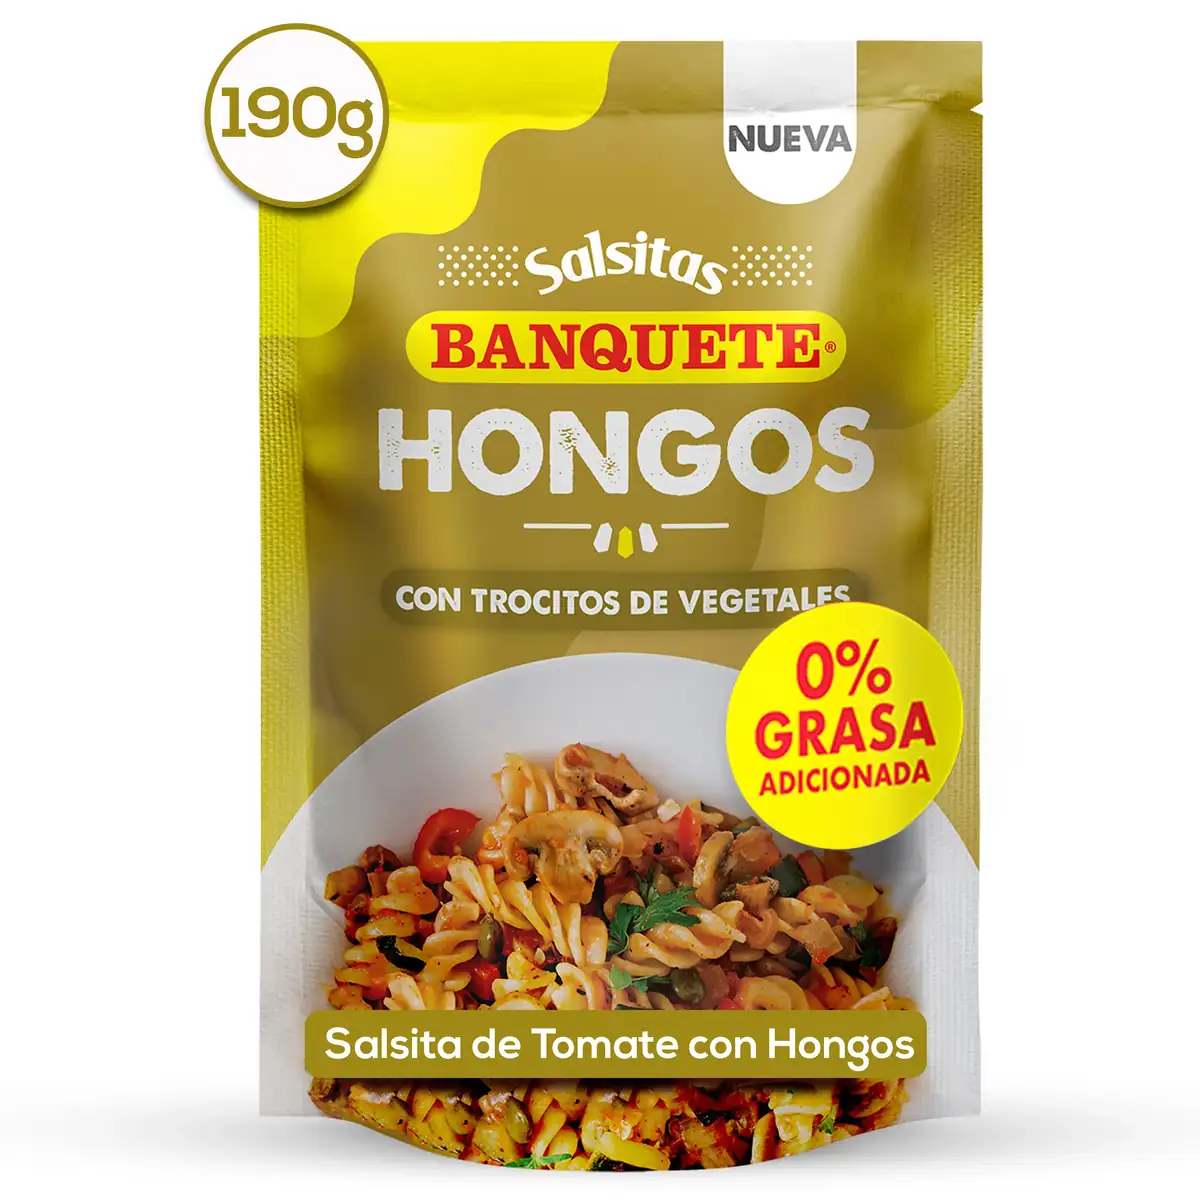 190g
NUEVA
Salsitas
BANQUETE®
HONGOS
CON TROCITOS DE VEGETALES
0%
GRASA
ADICIONADA
Salsita de Tomate con Hongos